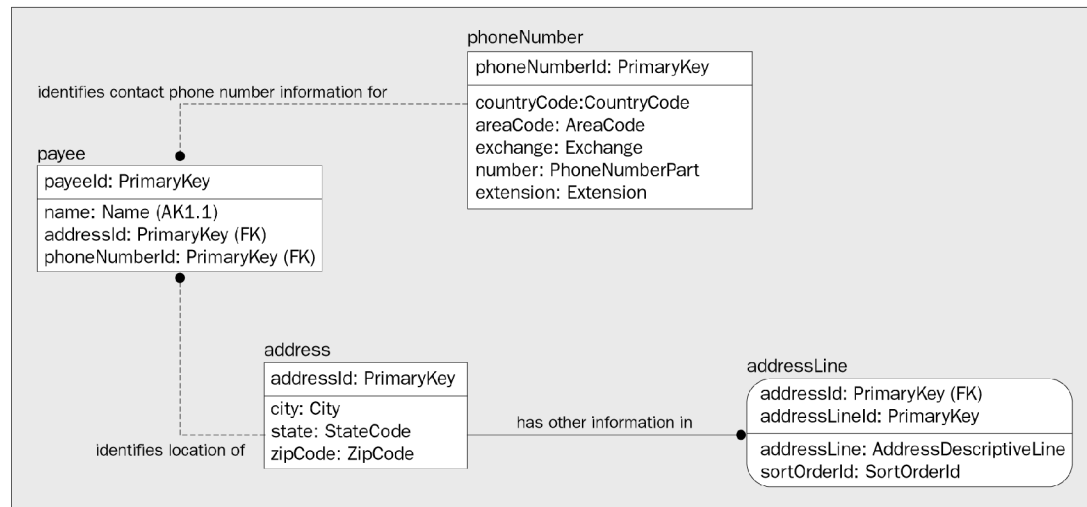 phoneNumber
phoneNumberId: PrimaryKey
countryCode:CountryCode
areaCode: AreaCode
exchange: Exchange
number: PhoneNumberPart
extension: Extension
identifies contact phone number information for
payee
payeeId: PrimaryKey
name: Name (AK1.1)
addressId: PrimaryKey (FK)
phoneNumberId: PrimaryKey (FK)
identifies location of
address
addressId: PrimaryKey
city: City
state: StateCode
zipCode: ZipCode
has other information in
addressLine
addressId: PrimaryKey (FK)
addressLineId: PrimaryKey
addressLine: AddressDescriptiveLine
sortOrderId: SortOrderId